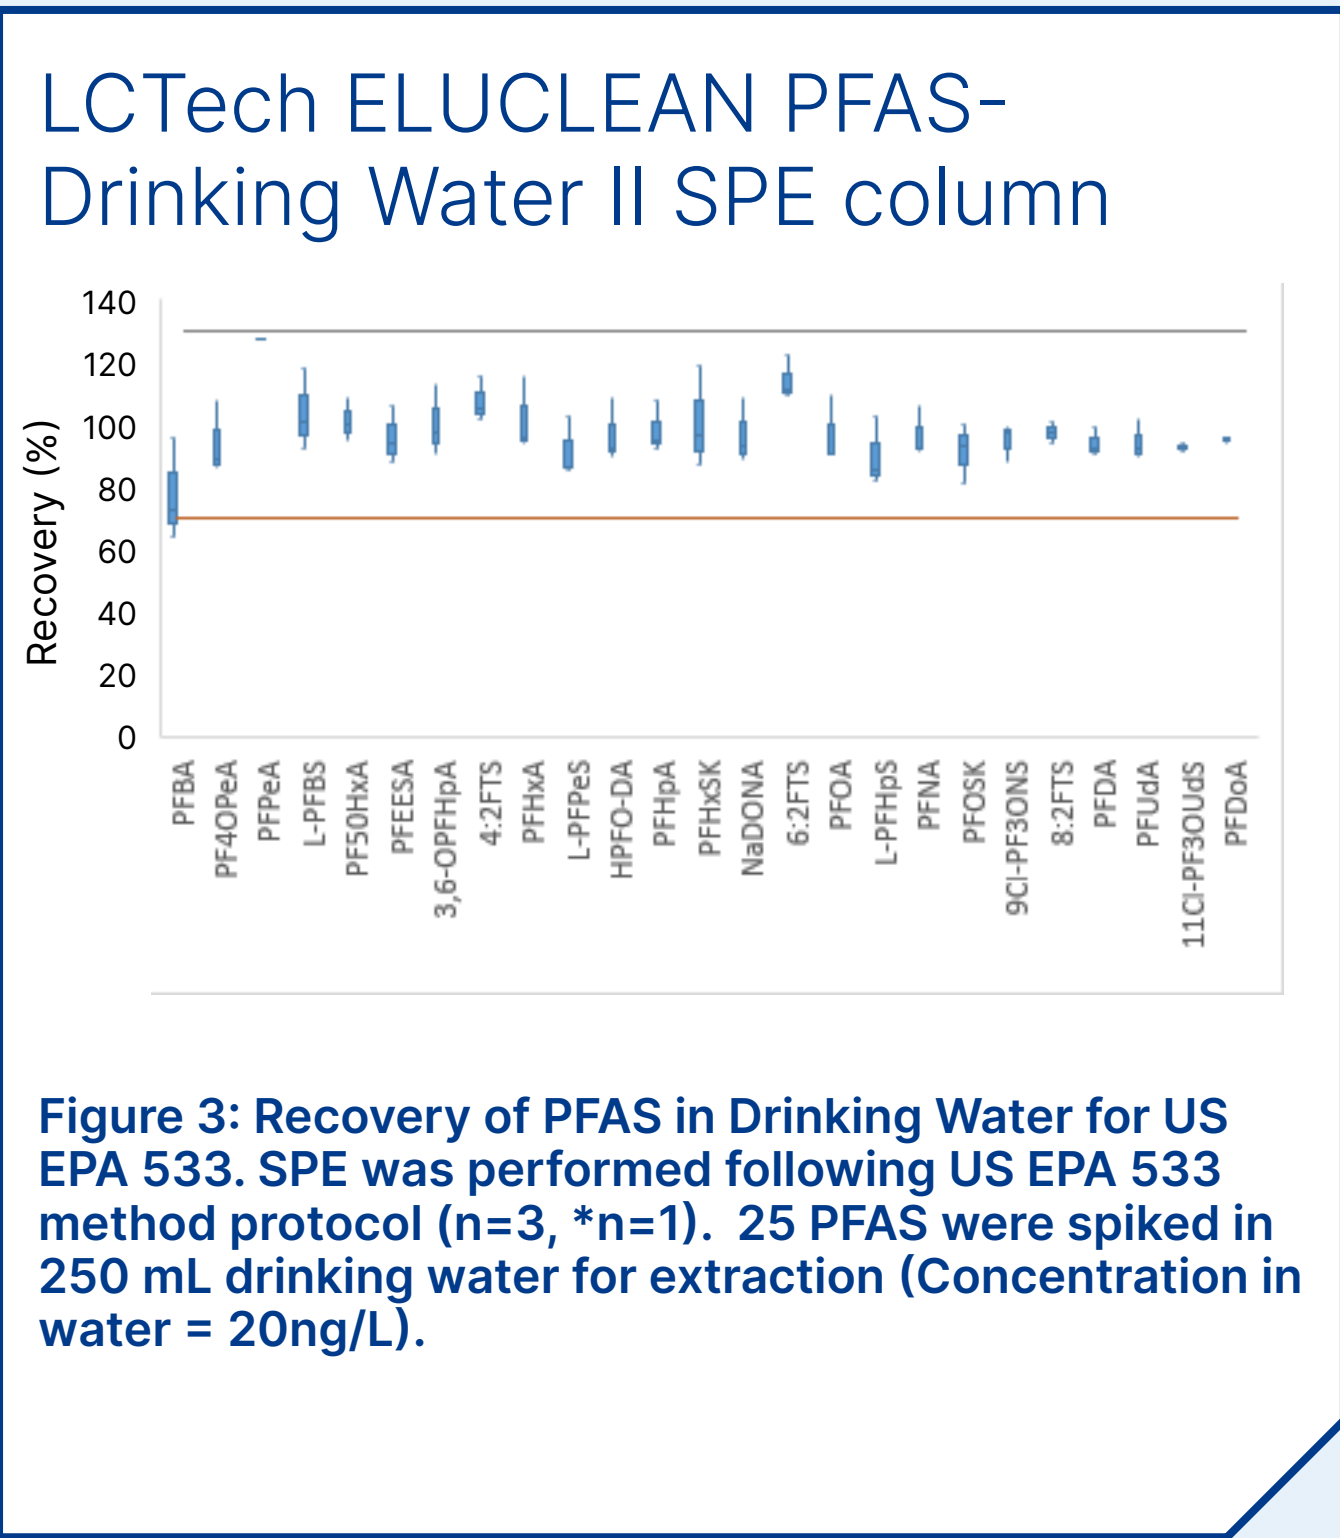 LCTech ELUCLEAN PFAS-
Drinking Water II SPE column
140
120
100
80
60
40
20
0
Recovery (%)
PFBA
PF4OPeA
PFPeA
L-PFBS
PF50HxA
PFEESA
3,6-OPFHpA
4:2FTS
PFHxA
L-PFPeS
HPFO-DA
PFHpA
PFHxSK
NaDONA
6:2FTS
PFOA
L-PFHpS
PFNA
PFOSK
9Cl-PF3ONS
8:2FTS
PFDA
PFUdA
11Cl-PF3OUdS
PFDoA
Figure 3: Recovery of PFAS in Drinking Water for US
EPA 533. SPE was performed following US EPA 533
method protocol (n=3, *n=1).  25 PFAS were spiked in
250 mL drinking water for extraction (Concentration in
water = 20ng/L).